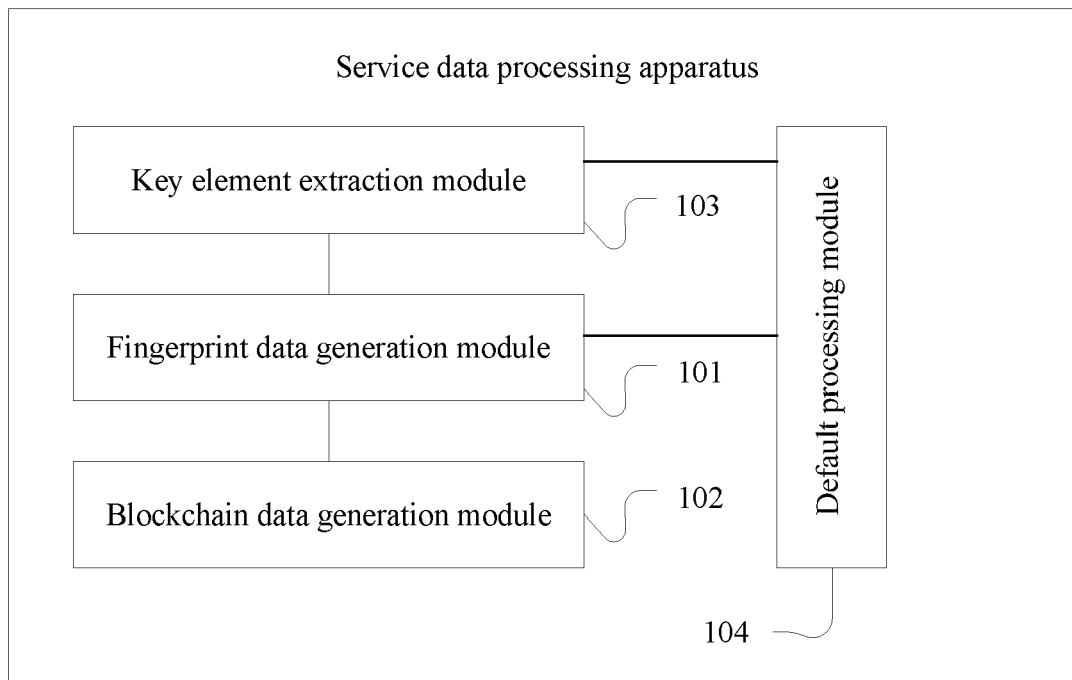 Service data processing apparatus
Key element extraction module
103
Fingerprint data generation module
101
Blockchain data generation module
102
Default processing module
104